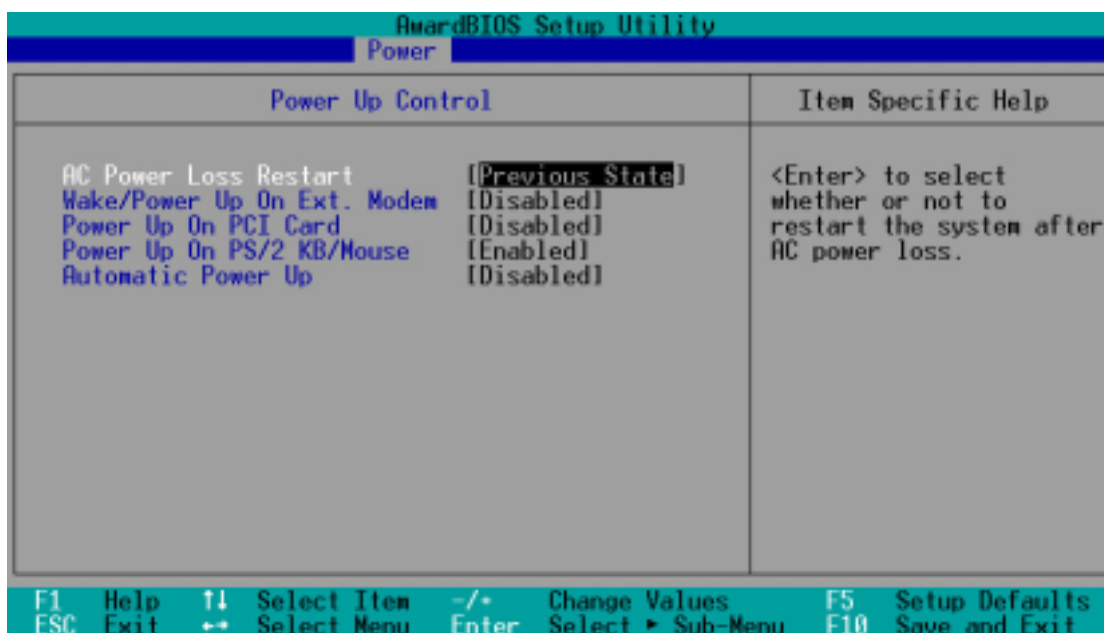 AwardBIOS Setup Utility
Power
Power Up Control
Item Specific Help
AC Power Loss Restart [Previous State]
Wake/Power Up On Ext. Modem [Disabled]
Power Up On PCI Card [Disabled]
Power Up On PS/2 KB/Mouse [Enabled]
Automatic Power Up [Disabled]
<Enter> to select
whether or not to
restart the system after
AC power loss.
F1 Help ↑↓ Select Item -/+ Change Values F5 Setup Defaults
ESC Exit ←→ Select Menu Enter Select ► Sub-Menu F10 Save and Exit